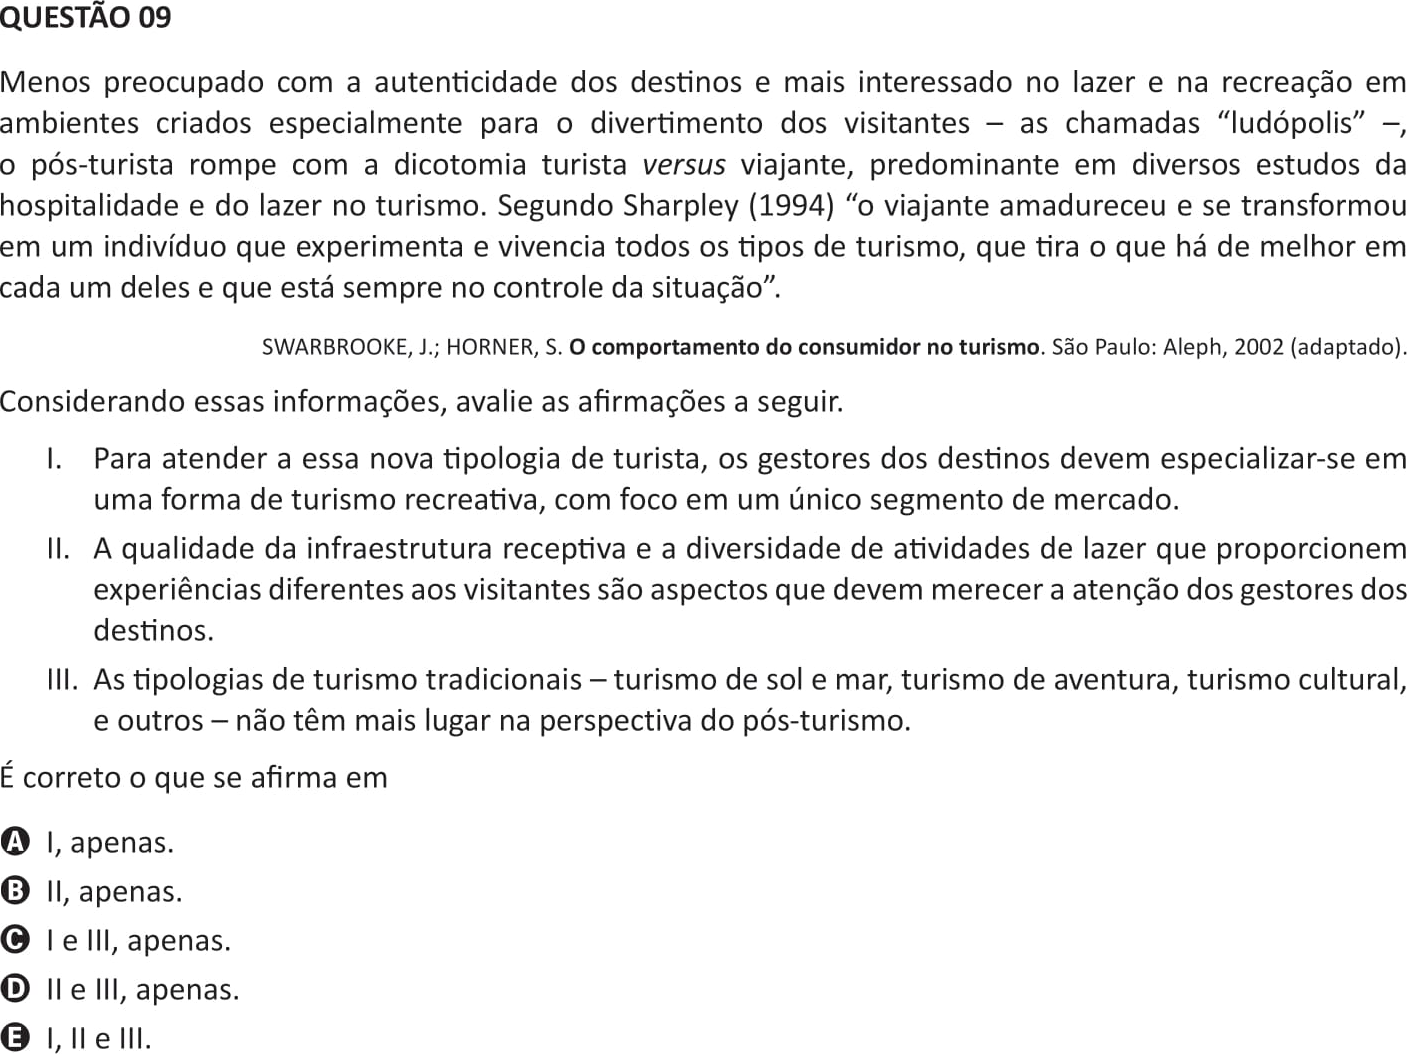 QUESTÃO 09
Menos preocupado com a autenticidade dos destinos e mais interessado no lazer e na recreação em
ambientes criados especialmente para o divertimento dos visitantes – as chamadas “ludópolis” –,
o pós-turista rompe com a dicotomia turista versus viajante, predominante em diversos estudos da
hospitalidade e do lazer no turismo. Segundo Sharpley (1994) “o viajante amadureceu e se transformou
em um indivíduo que experimenta e vivencia todos os tipos de turismo, que tira o que há de melhor em
cada um deles e que está sempre no controle da situação”.
SWARBROOKE, J.; HORNER, S. O comportamento do consumidor no turismo. São Paulo: Aleph, 2002 (adaptado).
Considerando essas informações, avalie as afirmações a seguir.
I. Para atender a essa nova tipologia de turista, os gestores dos destinos devem especializar-se em
uma forma de turismo recreativa, com foco em um único segmento de mercado.
II. A qualidade da infraestrutura receptiva e a diversidade de atividades de lazer que proporcionem
experiências diferentes aos visitantes são aspectos que devem merecer a atenção dos gestores dos
destinos.
III. As tipologias de turismo tradicionais – turismo de sol e mar, turismo de aventura, turismo cultural,
e outros – não têm mais lugar na perspectiva do pós-turismo.
É correto o que se afirma em
A I, apenas.
B II, apenas.
C I e III, apenas.
D II e III, apenas.
E I, II e III.